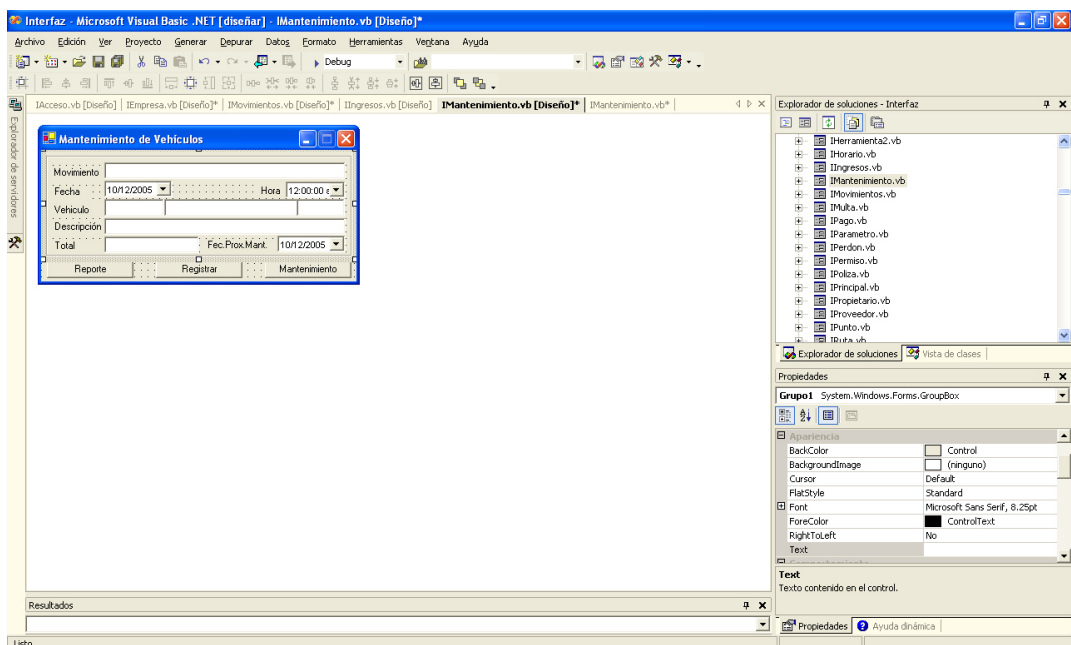 Interfaz - Microsoft Visual Basic .NET [diseñar] - IMantenimiento.vb [Diseño]*
Archivo Edición Ver Proyecto Generar Depurar Datos Formato Herramientas Ventana Ayuda
Debug
IAcceso.vb [Diseño] IEmpresa.vb [Diseño]* IMovimientos.vb [Diseño]* IIngresos.vb [Diseño] IMantenimiento.vb [Diseño]* IMantenimiento.vb*
Explorador de servidores
Mantenimiento de Vehículos
Movimiento
Fecha 10/12/2005 Hora 12:00:00
Vehiculo
Descripción
Total Fec.Prox.Mant. 10/12/2005
Reporte Registrar Mantenimiento
Explorador de soluciones - Interfaz
IHerramienta2.vb
IHorario.vb
IIngresos.vb
IMantenimiento.vb
IMovimientos.vb
IMulta.vb
IPago.vb
IParametro.vb
IPerdon.vb
IPermiso.vb
IPoliza.vb
IPrincipal.vb
IPropietario.vb
IProveedor.vb
IPunto.vb
IRuta.vb
Explorador de soluciones Vista de clases
Propiedades
Grupo1 System.Windows.Forms.GroupBox
Apariencia
BackColor Control
BackgroundImage (ninguno)
Cursor Default
FlatStyle Standard
Font Microsoft Sans Serif, 8.25pt
ForeColor ControlText
RightToLeft No
Text
Text
Texto contenido en el control.
Propiedades Ayuda dinámica
Resultados
Listo